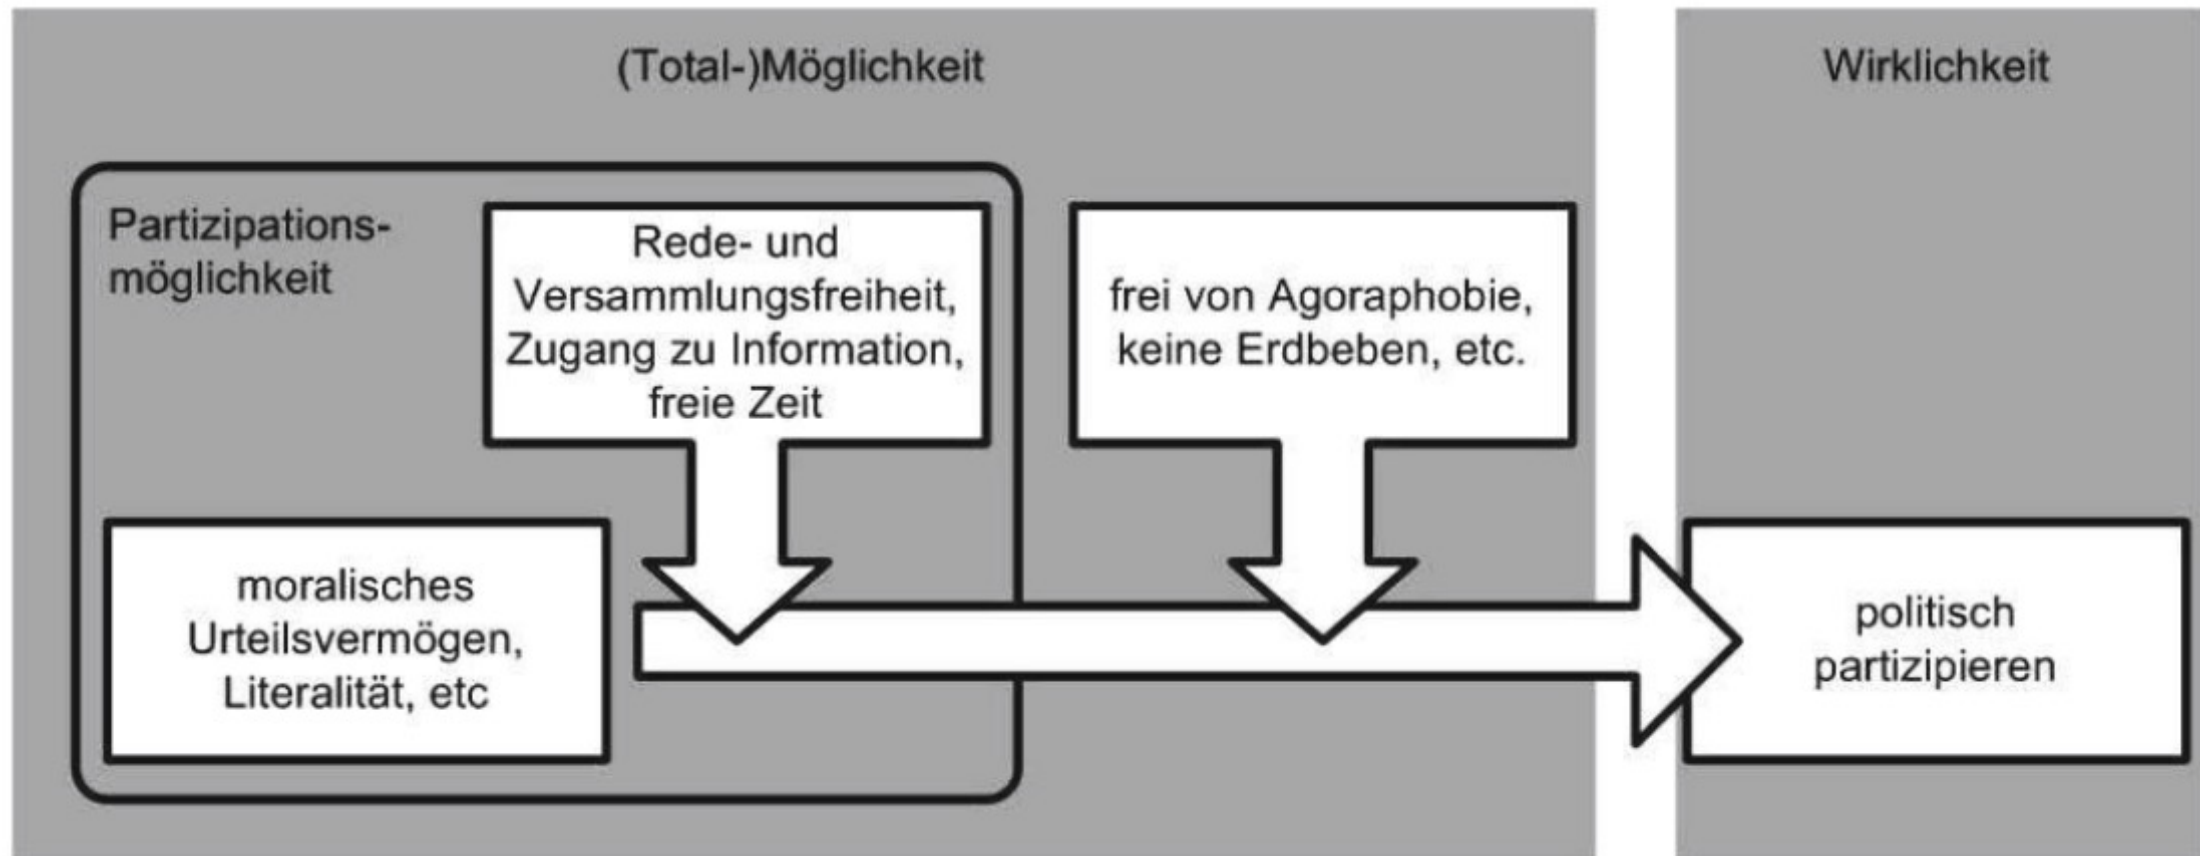 (Total-)Möglichkeit
Wirklichkeit
Partizipations-
möglichkeit
Rede- und
Versammlungsfreiheit,
Zugang zu Information,
freie Zeit
frei von Agoraphobie,
keine Erdbeben, etc.
moralisches
Urteilsvermögen,
Literalität, etc
politisch
partizipieren